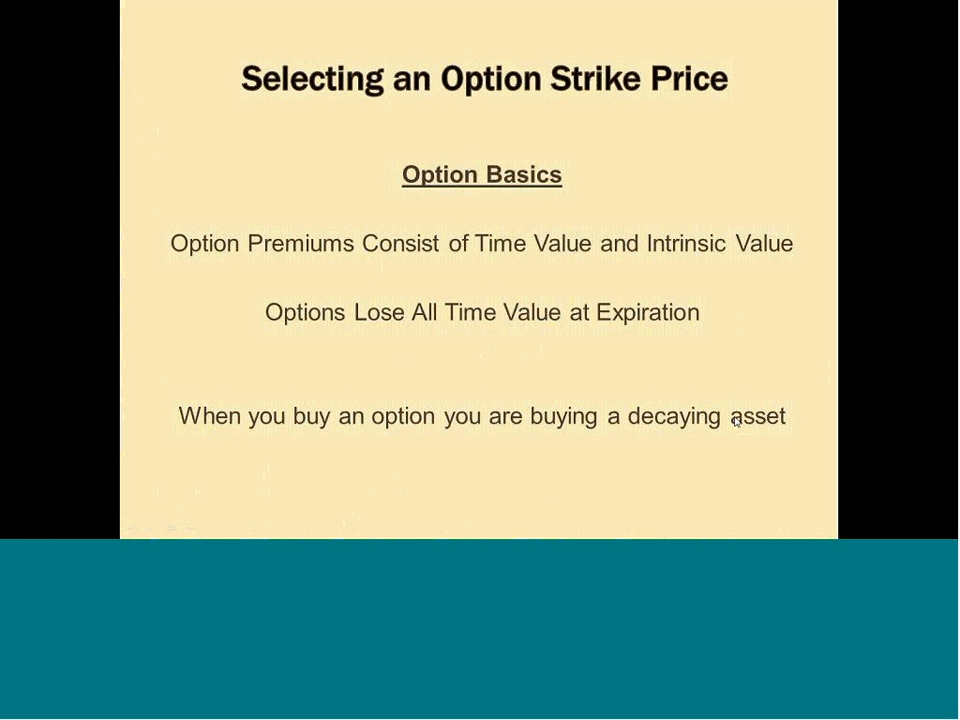 Selecting an Option Strike Price
Option Basics
Option Premiums Consist of Time Value and Intrinsic Value
Options Lose All Time Value at Expiration
When you buy an option you are buying a decaying asset